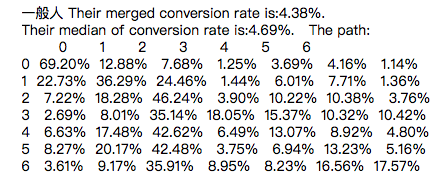 一般人 Their merged conversion rate is:4.38%.
Their median of conversion rate is:4.69%. The path:
0 1 2 3 4 5 6
0 69.20% 12.88% 7.68% 1.25% 3.69% 4.16% 1.14%
1 22.73% 36.29% 24.46% 1.44% 6.01% 7.71% 1.36%
2 7.22% 18.28% 46.24% 3.90% 10.22% 10.38% 3.76%
3 2.69% 8.01% 35.14% 18.05% 15.37% 10.32% 10.42%
4 6.63% 17.48% 42.62% 6.49% 13.07% 8.92% 4.80%
5 8.27% 20.17% 42.48% 3.75% 6.94% 13.23% 5.16%
6 3.61% 9.17% 35.91% 8.95% 8.23% 16.56% 17.57%